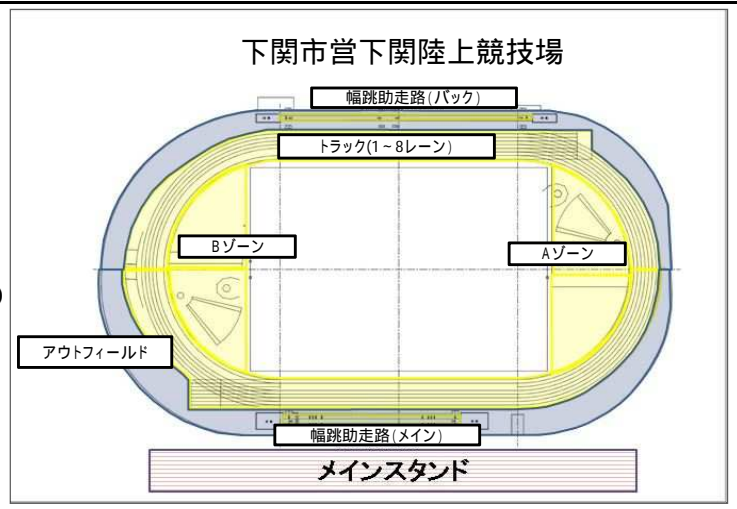 下関市営下関陸上競技場
幅跳助走路(バック)
トラック(1~8レーン)
Bゾーン
Aゾーン
アウトフィールド
幅跳助走路(メイン)
メインスタンド